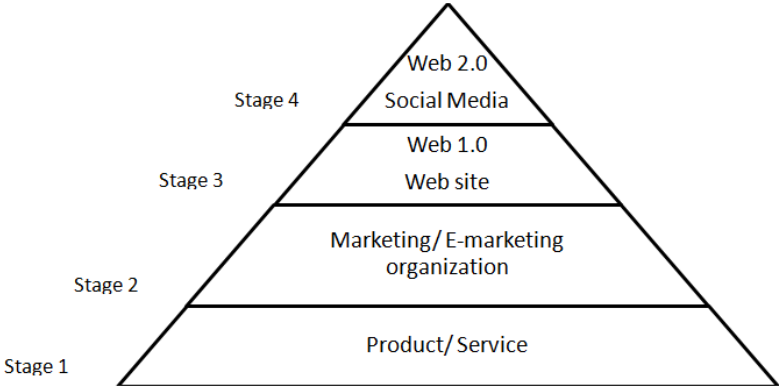 Web 2.0
Social Media
Stage 4
Web 1.0
Web site
Stage 3
Marketing/ E-marketing
organization
Stage 2
Product/ Service
Stage 1